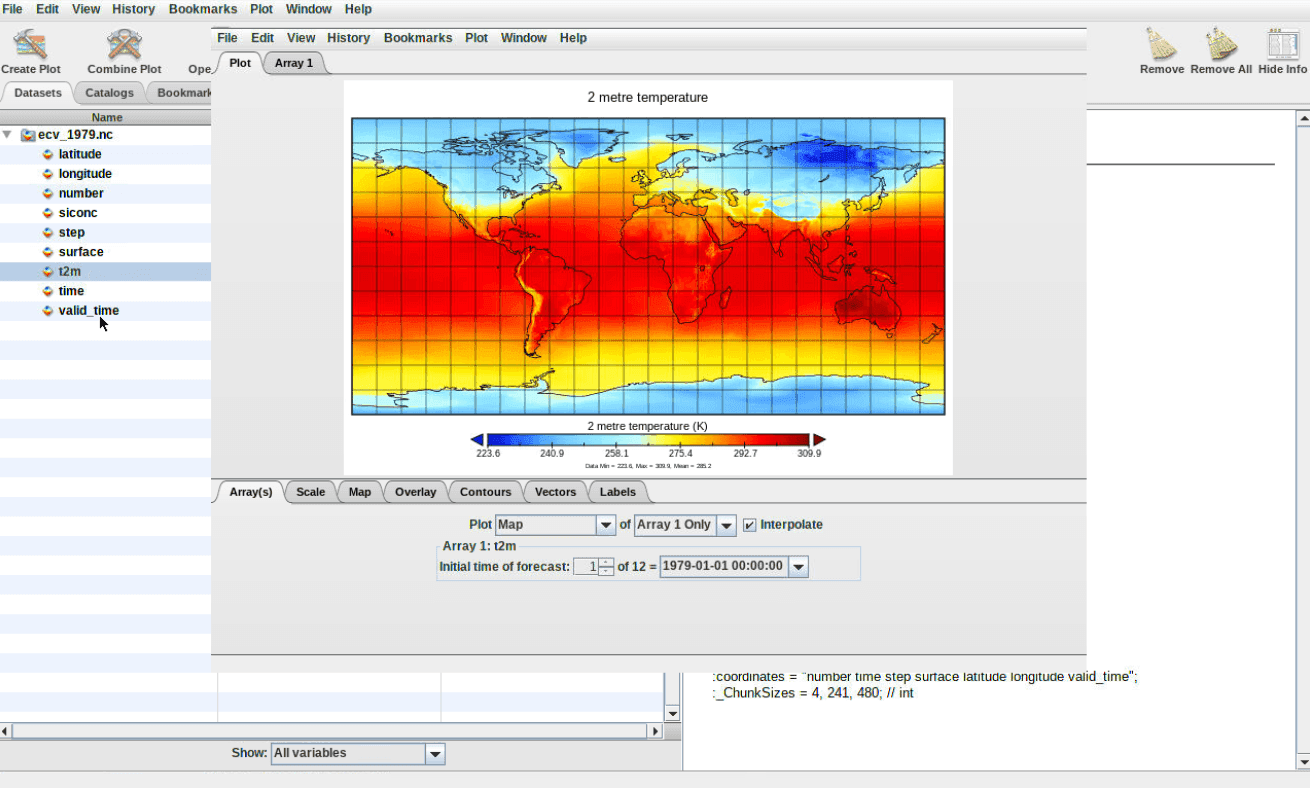 File Edit View History Bookmarks Plot Window Help
Create Plot Combine Plot Ope
Remove Remove All Hide Info
Datasets Catalogs Bookmark
Name
ecv_1979.nc
latitude
longitude
number
siconc
step
surface
t2m
time
valid_time
File Edit View History Bookmarks Plot Window Help
Plot Array 1
2 metre temperature
2 metre temperature (K)
223.6 240.9 258.1 275.4 292.7 309.9
Data Min = 223.6, Max = 309.9, Mean = 285.2
Array(s) Scale Map Overlay Contours Vectors Labels
Plot Map of Array 1 Only Interpolate
Array 1: t2m
Initial time of forecast: 1 of 12 = 1979-01-01 00:00:00
:coordinates = "number time step surface latitude longitude valid_time";
:_ChunkSizes = 4, 241, 480; // int
Show: All variables